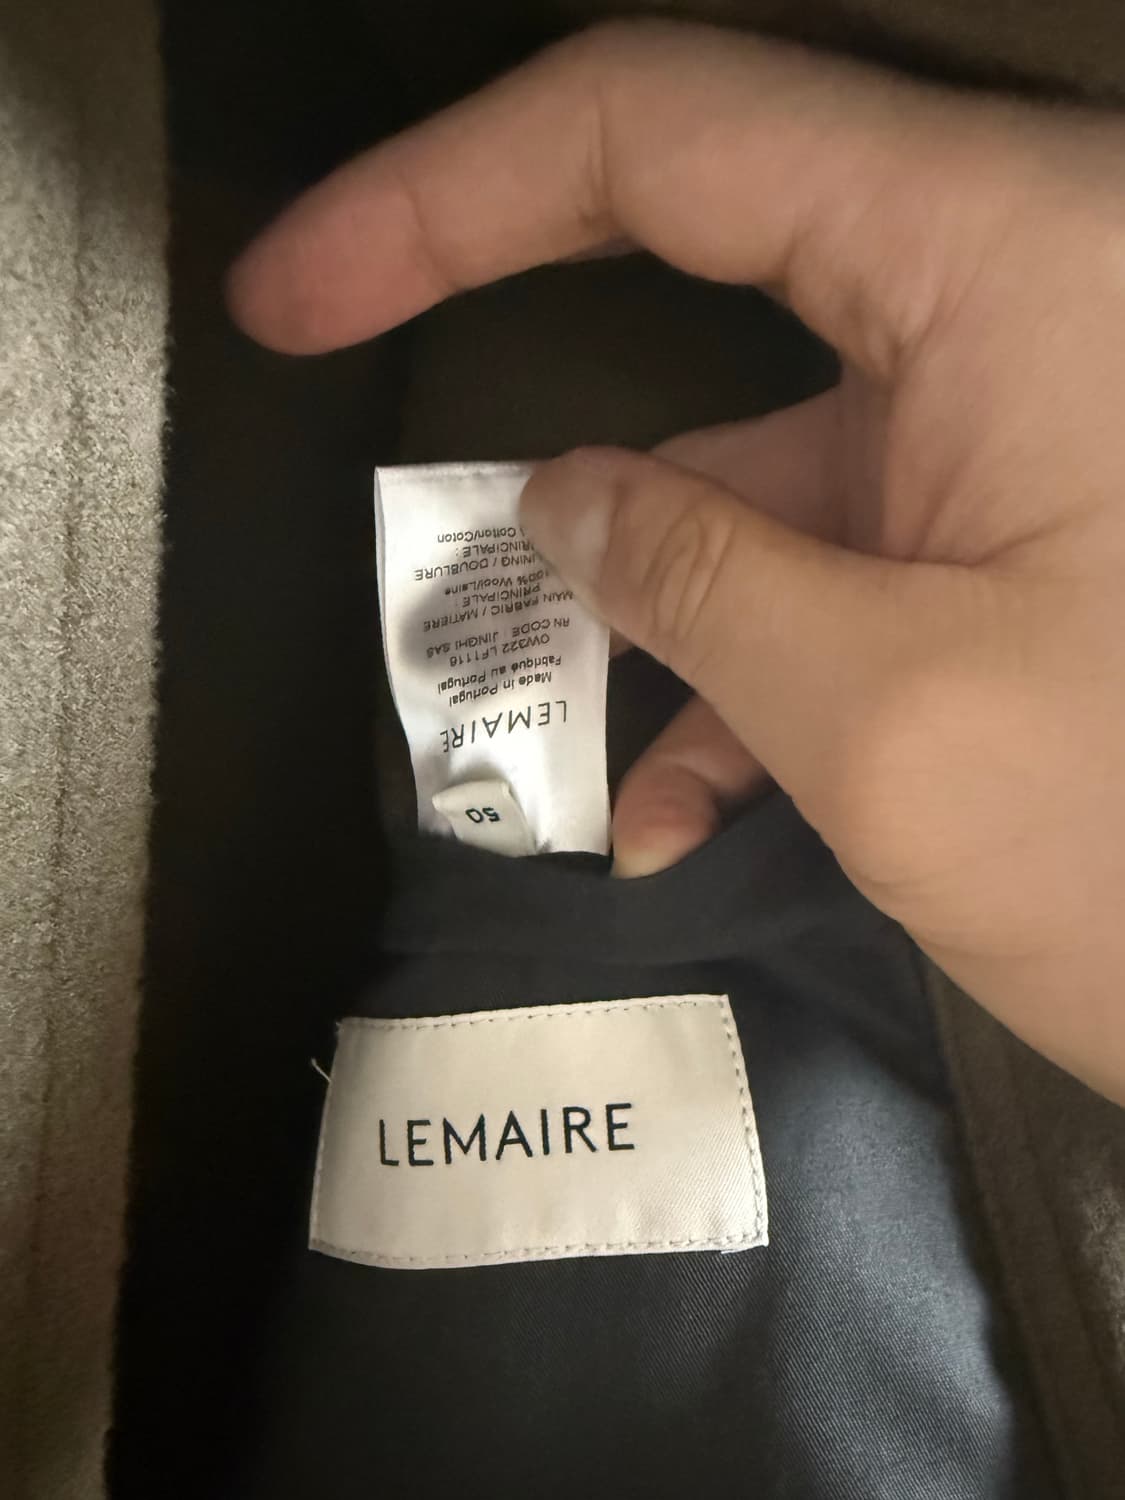 50
LEMAIRE
Made in Portugal
Fabriqué au Portugal
OW322 LF1118
RN CODE : JINGHI SAS
MAIN FABRIC / MATIERE
PRINCIPALE :
100% Wool/Laine
LINING / DOUBLURE
PRINCIPALE :
Cotton/Coton
LEMAIRE